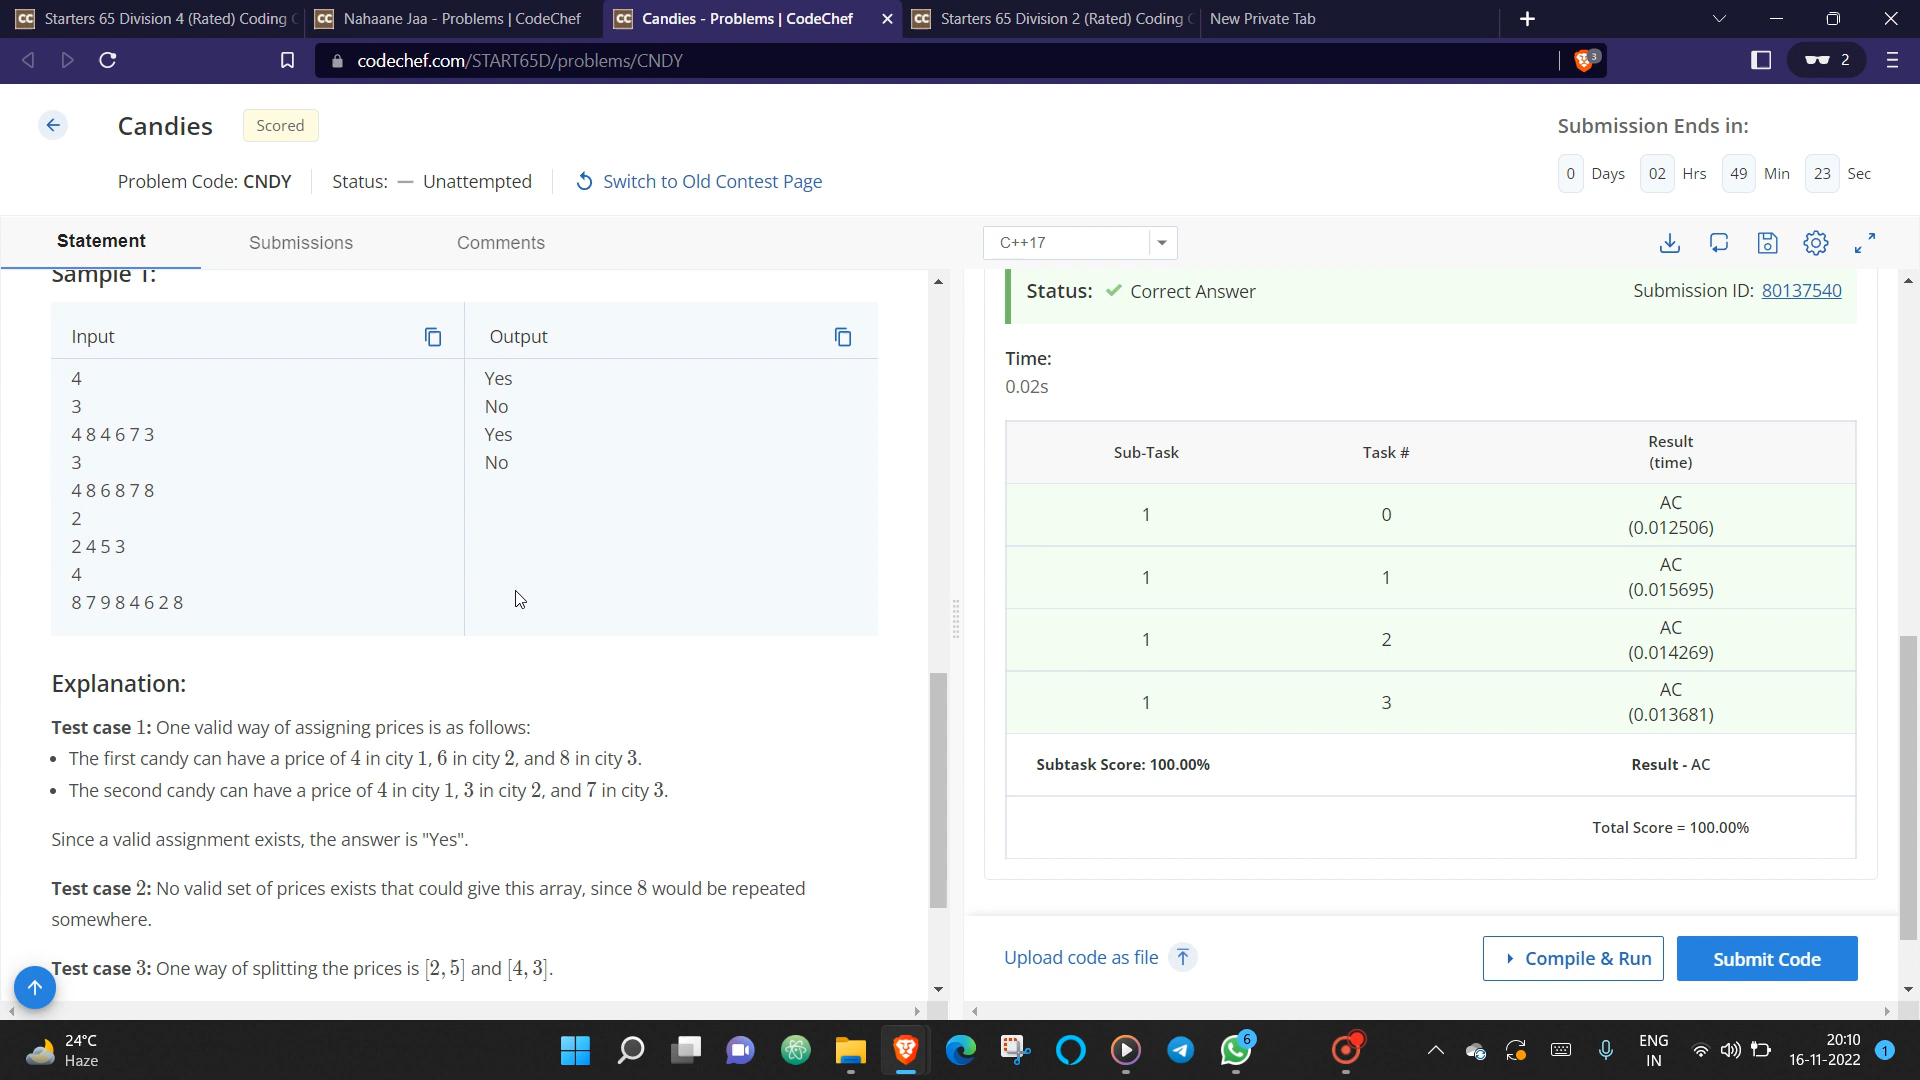 Starters 65 Division 4 (Rated) Coding
Nahaane Jaa - Problems | CodeChef
Candies - Problems | CodeChef
Starters 65 Division 2 (Rated) Coding
New Private Tab
codechef.com/START65D/problems/CNDY
3
2
Candies
Scored
Submission Ends in:
0 Days 02 Hrs 49 Min 23 Sec
Problem Code: CNDY
Status: — Unattempted
Switch to Old Contest Page
Statement
Submissions
Comments
C++17
Sample 1:
Input
Output
4
3
4 8 4 6 7 3
3
4 8 6 8 7 8
2
2 4 5 3
4
8 7 9 8 4 6 2 8
Yes
No
Yes
No
Explanation:
Test case 1: One valid way of assigning prices is as follows:
• The first candy can have a price of 4 in city 1, 6 in city 2, and 8 in city 3.
• The second candy can have a price of 4 in city 1, 3 in city 2, and 7 in city 3.
Since a valid assignment exists, the answer is "Yes".
Test case 2: No valid set of prices exists that could give this array, since 8 would be repeated
somewhere.
Test case 3: One way of splitting the prices is [2, 5] and [4, 3].
Status: Correct Answer
Submission ID: 80137540
Time:
0.02s
Sub-Task
Task #
Result
(time)
1 0 AC
(0.012506)
1 1 AC
(0.015695)
1 2 AC
(0.014269)
1 3 AC
(0.013681)
Subtask Score: 100.00%
Result - AC
Total Score = 100.00%
Upload code as file
Compile & Run
Submit Code
24°C
Haze
6
ENG
IN
20:10
16-11-2022
1